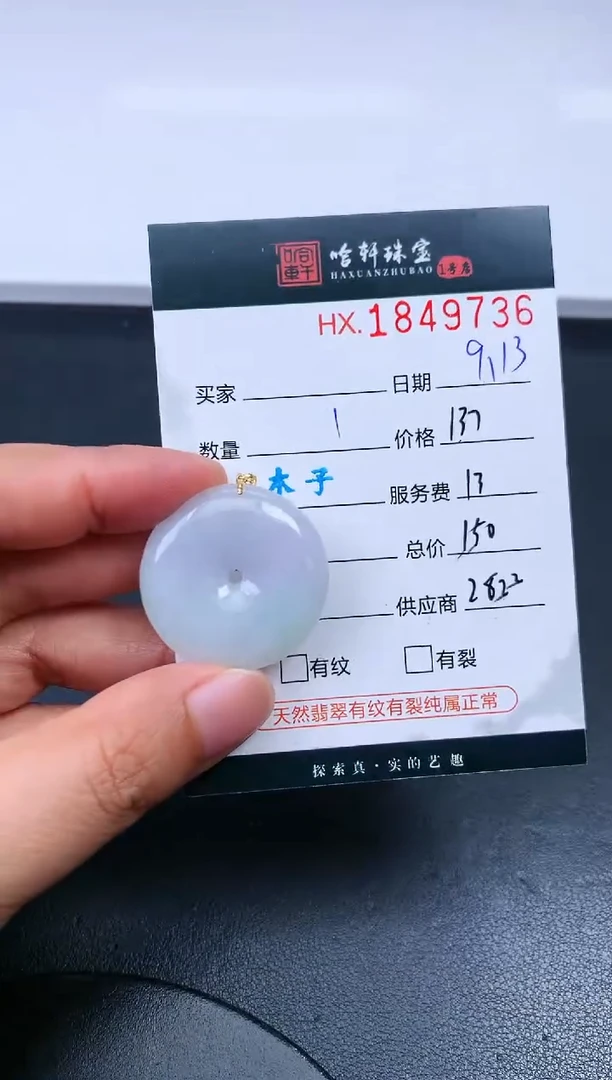 哈轩
哈轩珠宝
HAXUANZHUBAO 1号店
HX.1849736
买家 日期 9,13
数量 1 价格 137
木子 服务费 13
总价 150
供应商 2822
有纹 有裂
天然翡翠有纹有裂纯属正常
探索真·实的艺趣